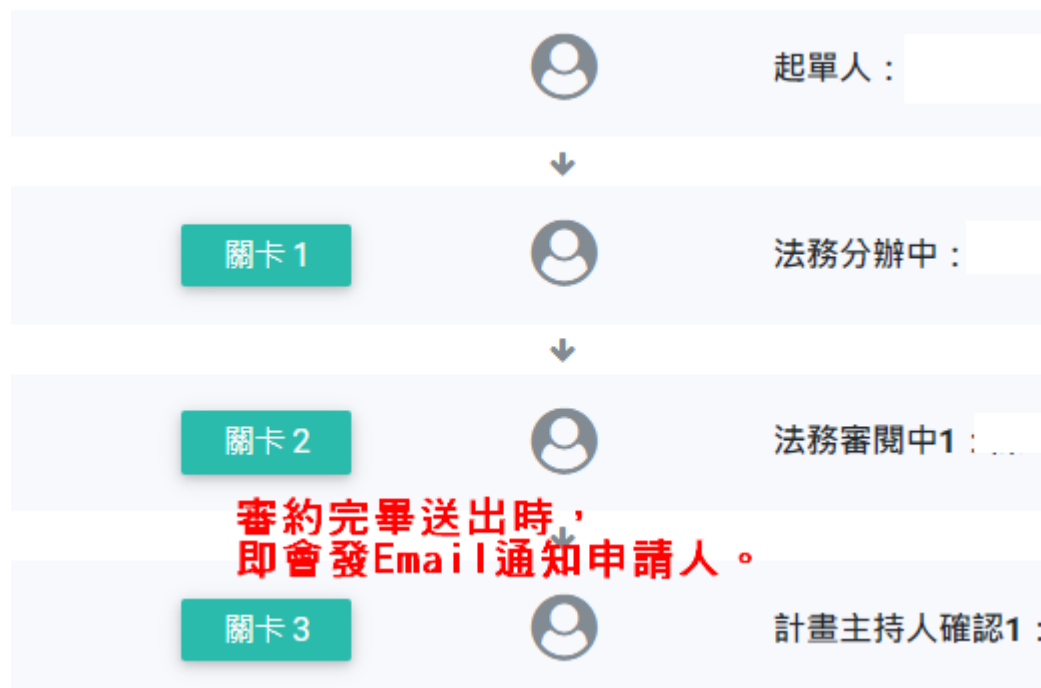 起單人：
關卡 1
法務分辦中：
關卡 2
法務審閱中1：
審約完畢送出時，
即會發Email通知申請人。
關卡 3
計畫主持人確認1：